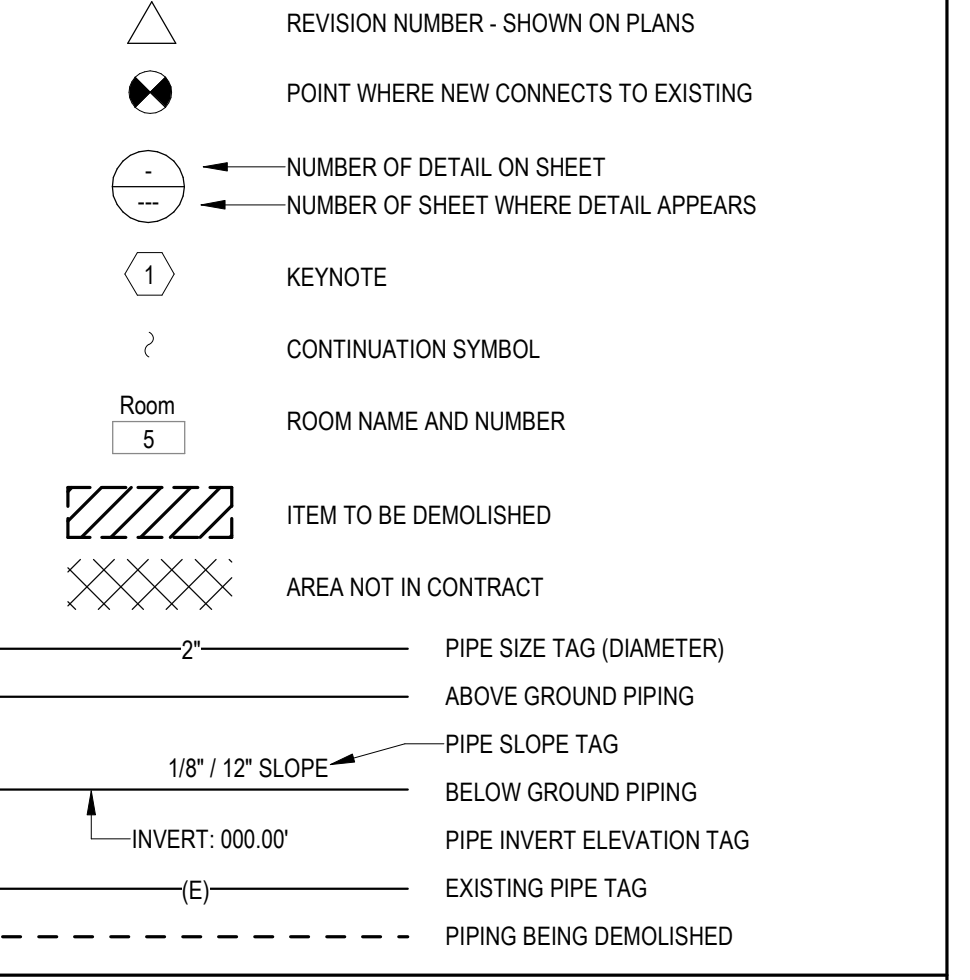 REVISION NUMBER - SHOWN ON PLANS
POINT WHERE NEW CONNECTS TO EXISTING
-
NUMBER OF DETAIL ON SHEET
---
NUMBER OF SHEET WHERE DETAIL APPEARS
1
KEYNOTE
CONTINUATION SYMBOL
Room
5
ROOM NAME AND NUMBER
ITEM TO BE DEMOLISHED
AREA NOT IN CONTRACT
2"
PIPE SIZE TAG (DIAMETER)
ABOVE GROUND PIPING
PIPE SLOPE TAG
1/8" / 12" SLOPE
BELOW GROUND PIPING
INVERT: 000.00'
PIPE INVERT ELEVATION TAG
(E)
EXISTING PIPE TAG
PIPING BEING DEMOLISHED